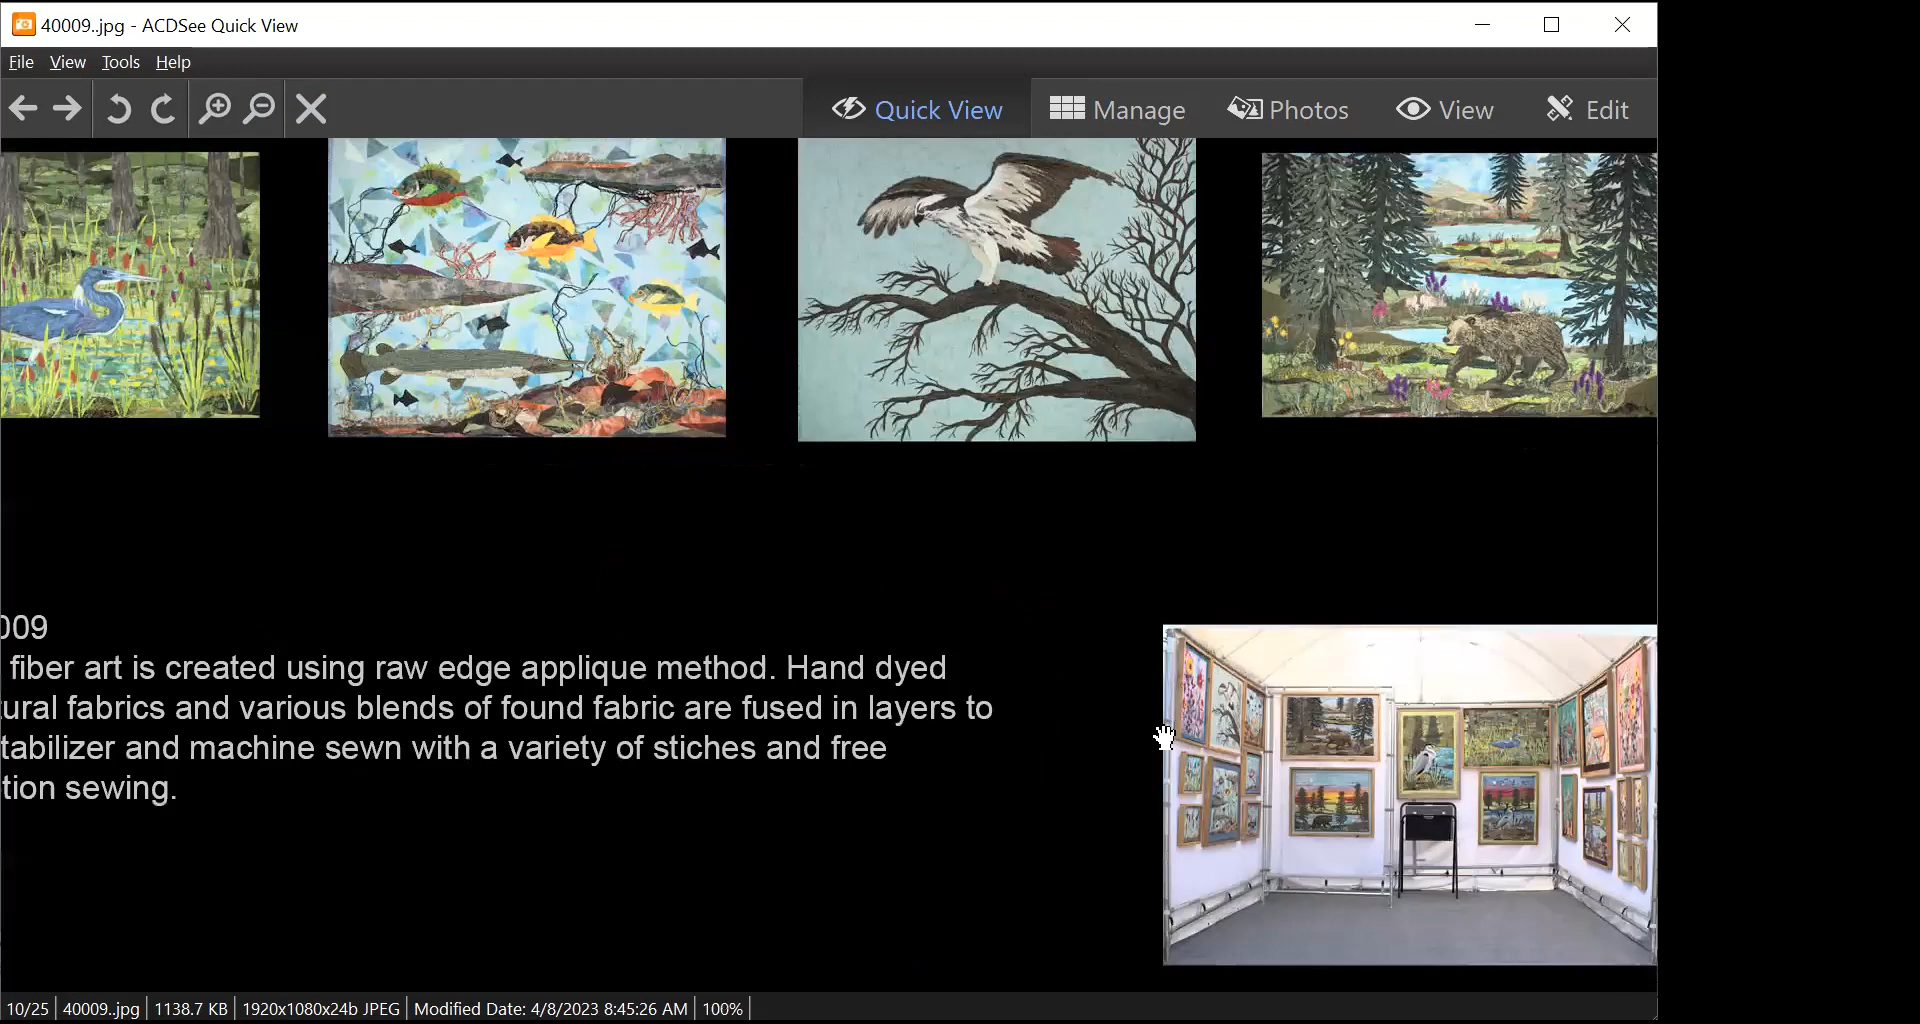 40009..jpg - ACDSee Quick View
File View Tools Help
Quick View Manage Photos View Edit
009
fiber art is created using raw edge applique method. Hand dyed
ural fabrics and various blends of found fabric are fused in layers to
tabilizer and machine sewn with a variety of stiches and free
tion sewing.
10/25 40009..jpg 1138.7 KB 1920x1080x24b JPEG Modified Date: 4/8/2023 8:45:26 AM 100%